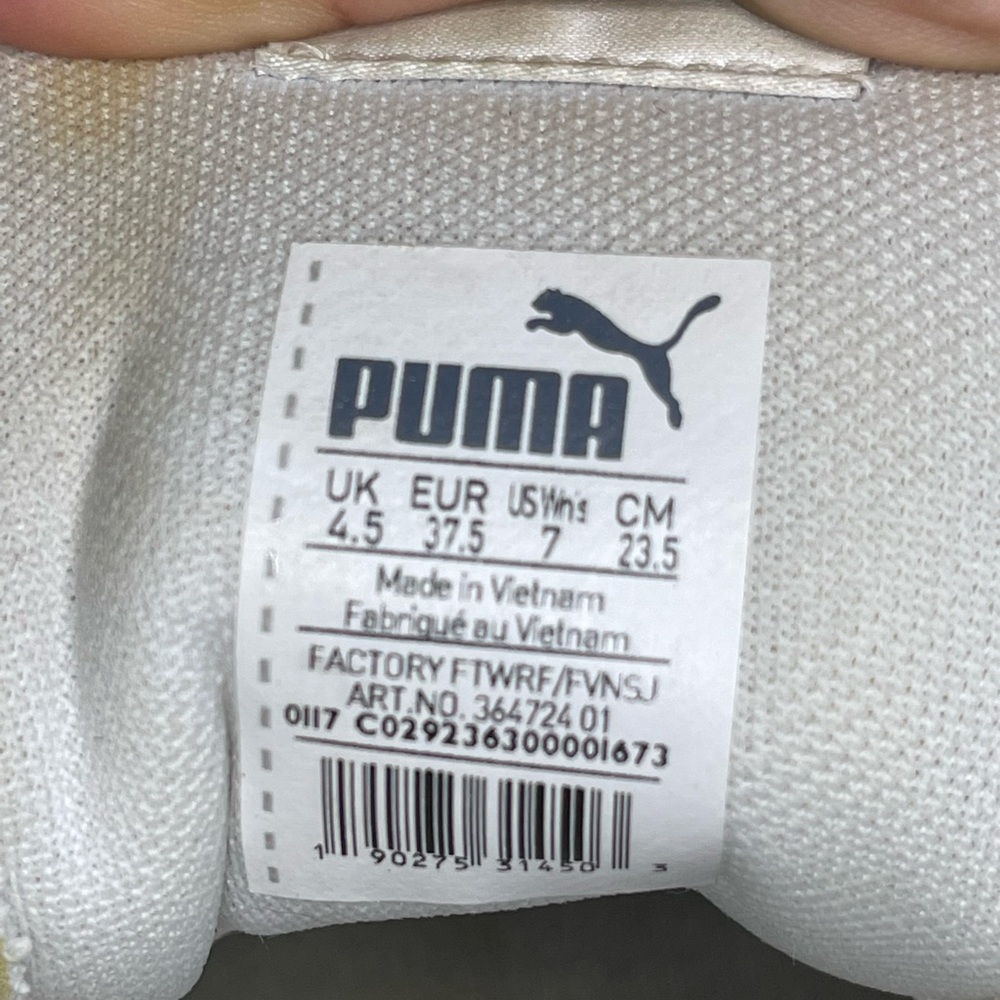 PUMA
UK EUR US Wn's CM
4.5 37.5 7 23.5
Made in Vietnam
Fabriqué au Vietnam
FACTORY FTWRF/FVNSJ
ART.NO. 364724 01
0117 C029236300001673
1 90275 31450 3